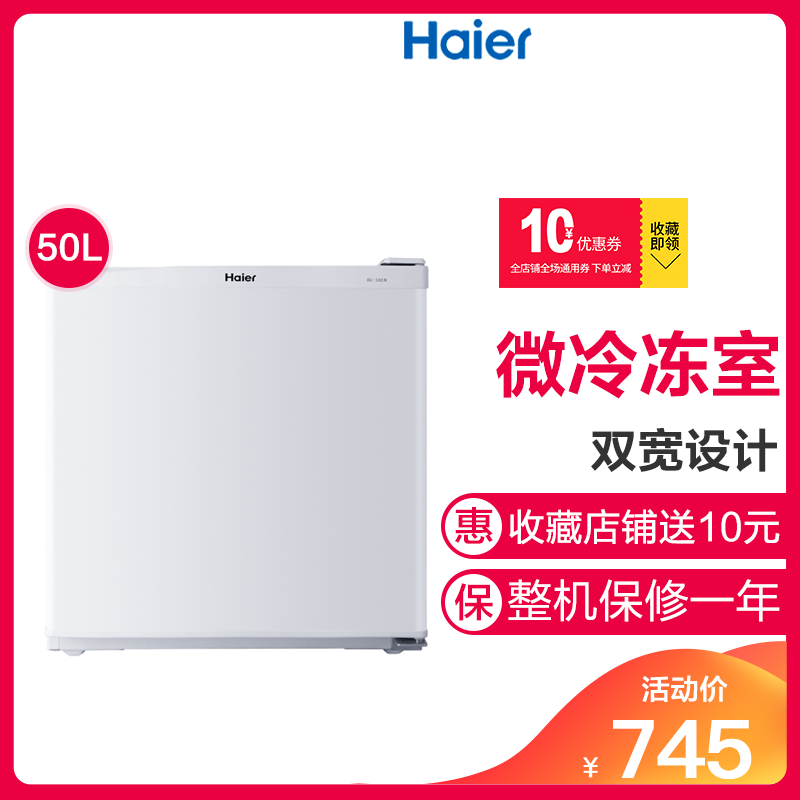 Haier
50L
Haier
10¥优惠券
全店铺全场通用券 下单立减
收藏
即领
微冷冻室
双宽设计
惠 收藏店铺送10元
保 整机保修一年
活动价
¥ 745